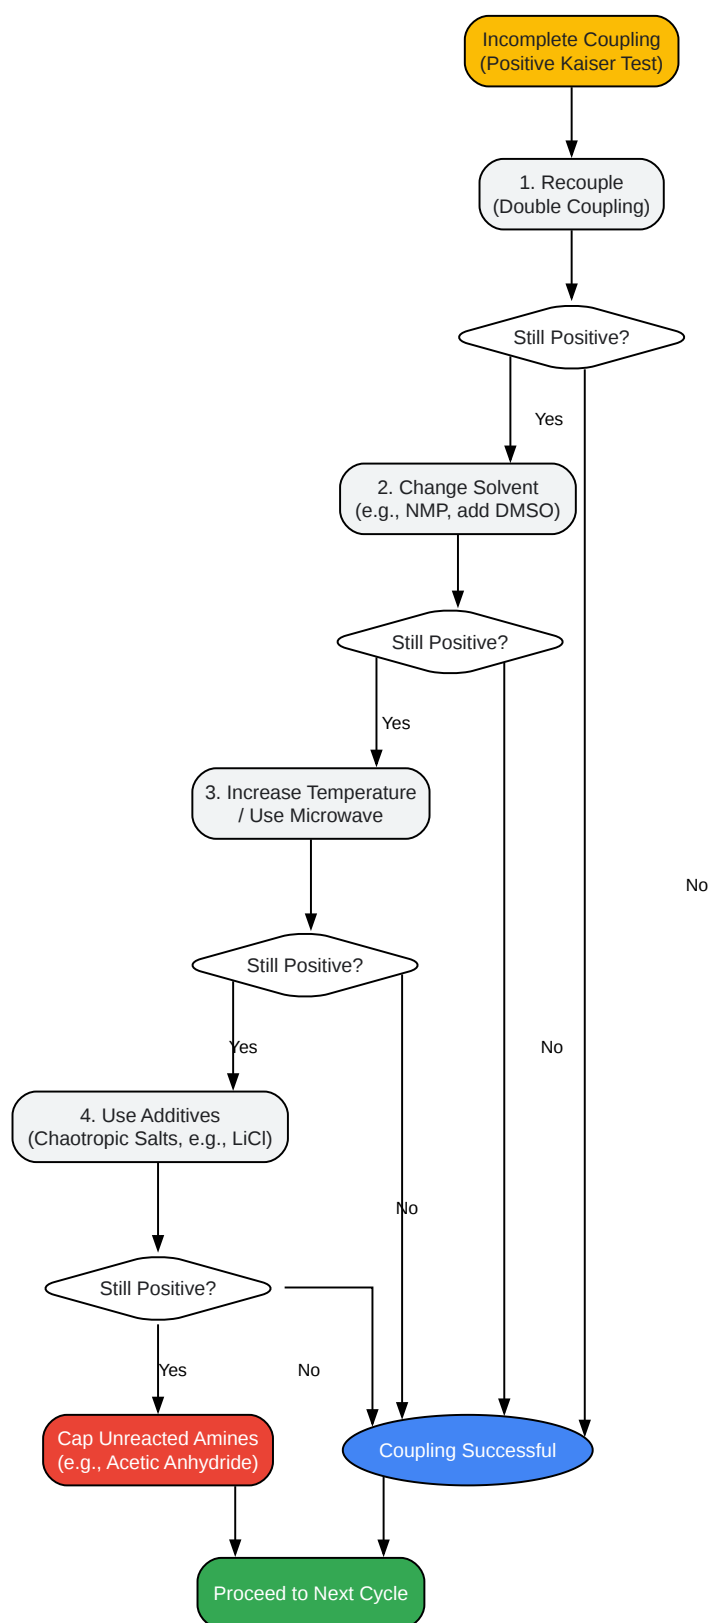 Incomplete Coupling
(Positive Kaiser Test)
1. Recouple
(Double Coupling)
Still Positive?
Yes
2. Change Solvent
(e.g., NMP, add DMSO)
Still Positive?
Yes
3. Increase Temperature
/ Use Microwave
No
Still Positive?
Yes
No
4. Use Additives
(Chaotropic Salts, e.g., LiCl)
No
Still Positive?
Yes
No
Cap Unreacted Amines
(e.g., Acetic Anhydride)
Coupling Successful
Proceed to Next Cycle